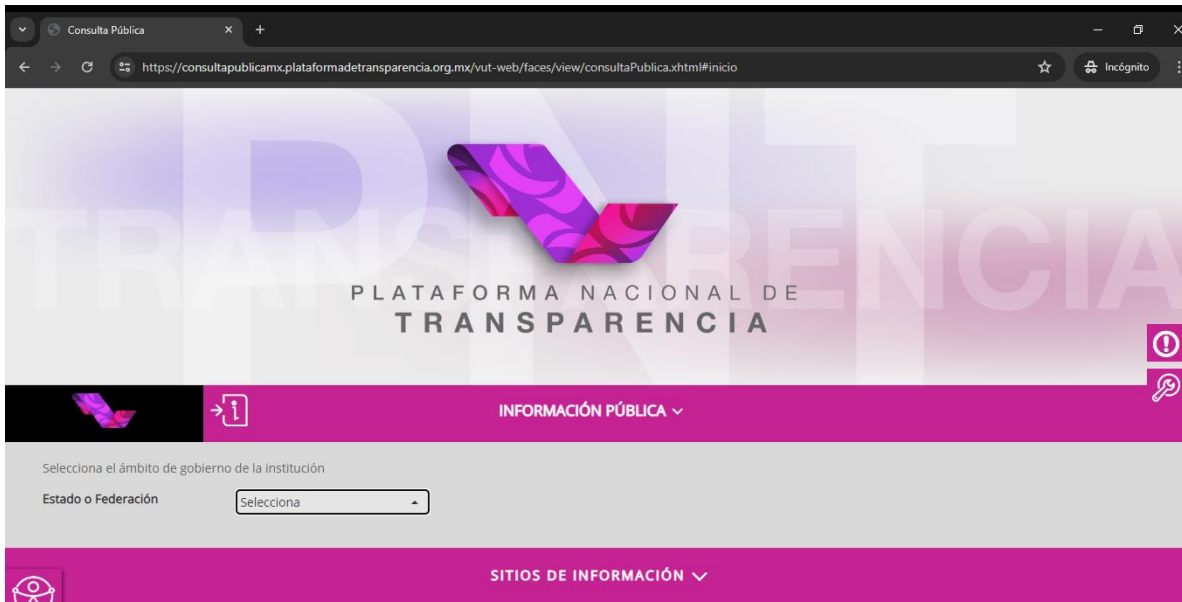 Consulta Pública
https://consultapublicamx.plataformadetransparencia.org.mx/vut-web/faces/view/consultaPublica.xhtml#inicio
Incógnito
PNT
TRANSPARENCIA
PLATAFORMA NACIONAL DE
TRANSPARENCIA
INFORMACIÓN PÚBLICA
Selecciona el ámbito de gobierno de la institución
Estado o Federación Selecciona
SITIOS DE INFORMACIÓN